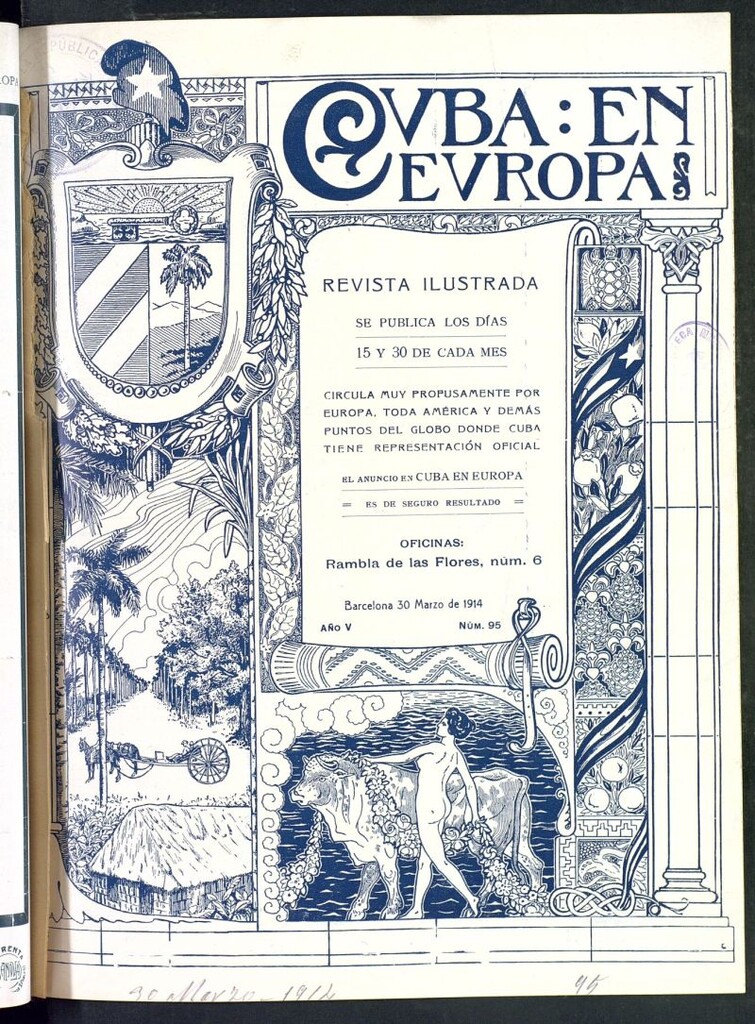 CVBA : EN
EVROPA
REVISTA ILUSTRADA
SE PUBLICA LOS DÍAS
15 Y 30 DE CADA MES
CIRCULA MUY PROPUSAMENTE POR
EUROPA, TODA AMÉRICA Y DEMÁS
PUNTOS DEL GLOBO DONDE CUBA
TIENE REPRESENTACIÓN OFICIAL
EL ANUNCIO EN CUBA EN EUROPA
= ES DE SEGURO RESULTADO =
OFICINAS:
Rambla de las Flores, núm. 6
Barcelona 30 Marzo de 1914
AÑO V NÚM. 95
30 Marzo - 1914 95